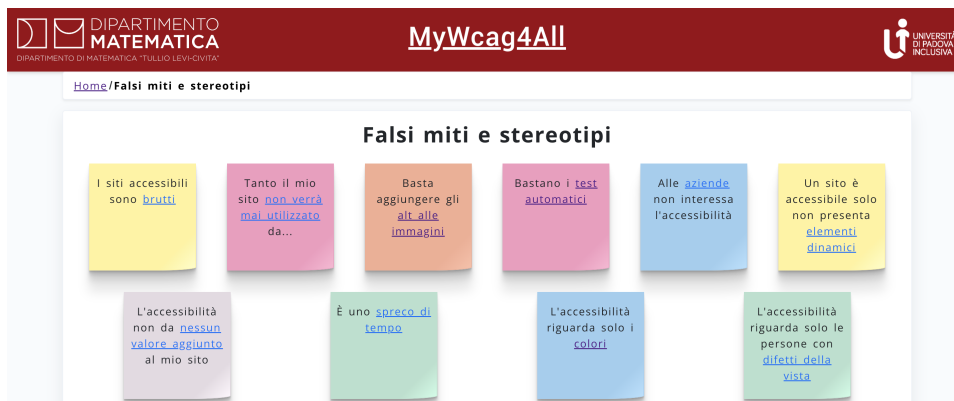 DIPARTIMENTO
MATEMATICA
DIPARTIMENTO DI MATEMATICA "TULLIO LEVI-CIVITA"
MyWcag4All
UNIVERSITÀ
DI PADOVA
INCLUSIVA
Home/Falsi miti e stereotipi
Falsi miti e stereotipi
I siti accessibili
sono brutti
Tanto il mio
sito non verrà
mai utilizzato
da...
Basta
aggiungere gli
alt alle
immagini
Bastano i test
automatici
Alle aziende
non interessa
l'accessibilità
Un sito è
accessibile solo
non presenta
elementi
dinamici
L'accessibilità
non da nessun
valore aggiunto
al mio sito
È uno spreco di
tempo
L'accessibilità
riguarda solo i
colori
L'accessibilità
riguarda solo le
persone con
difetti della
vista